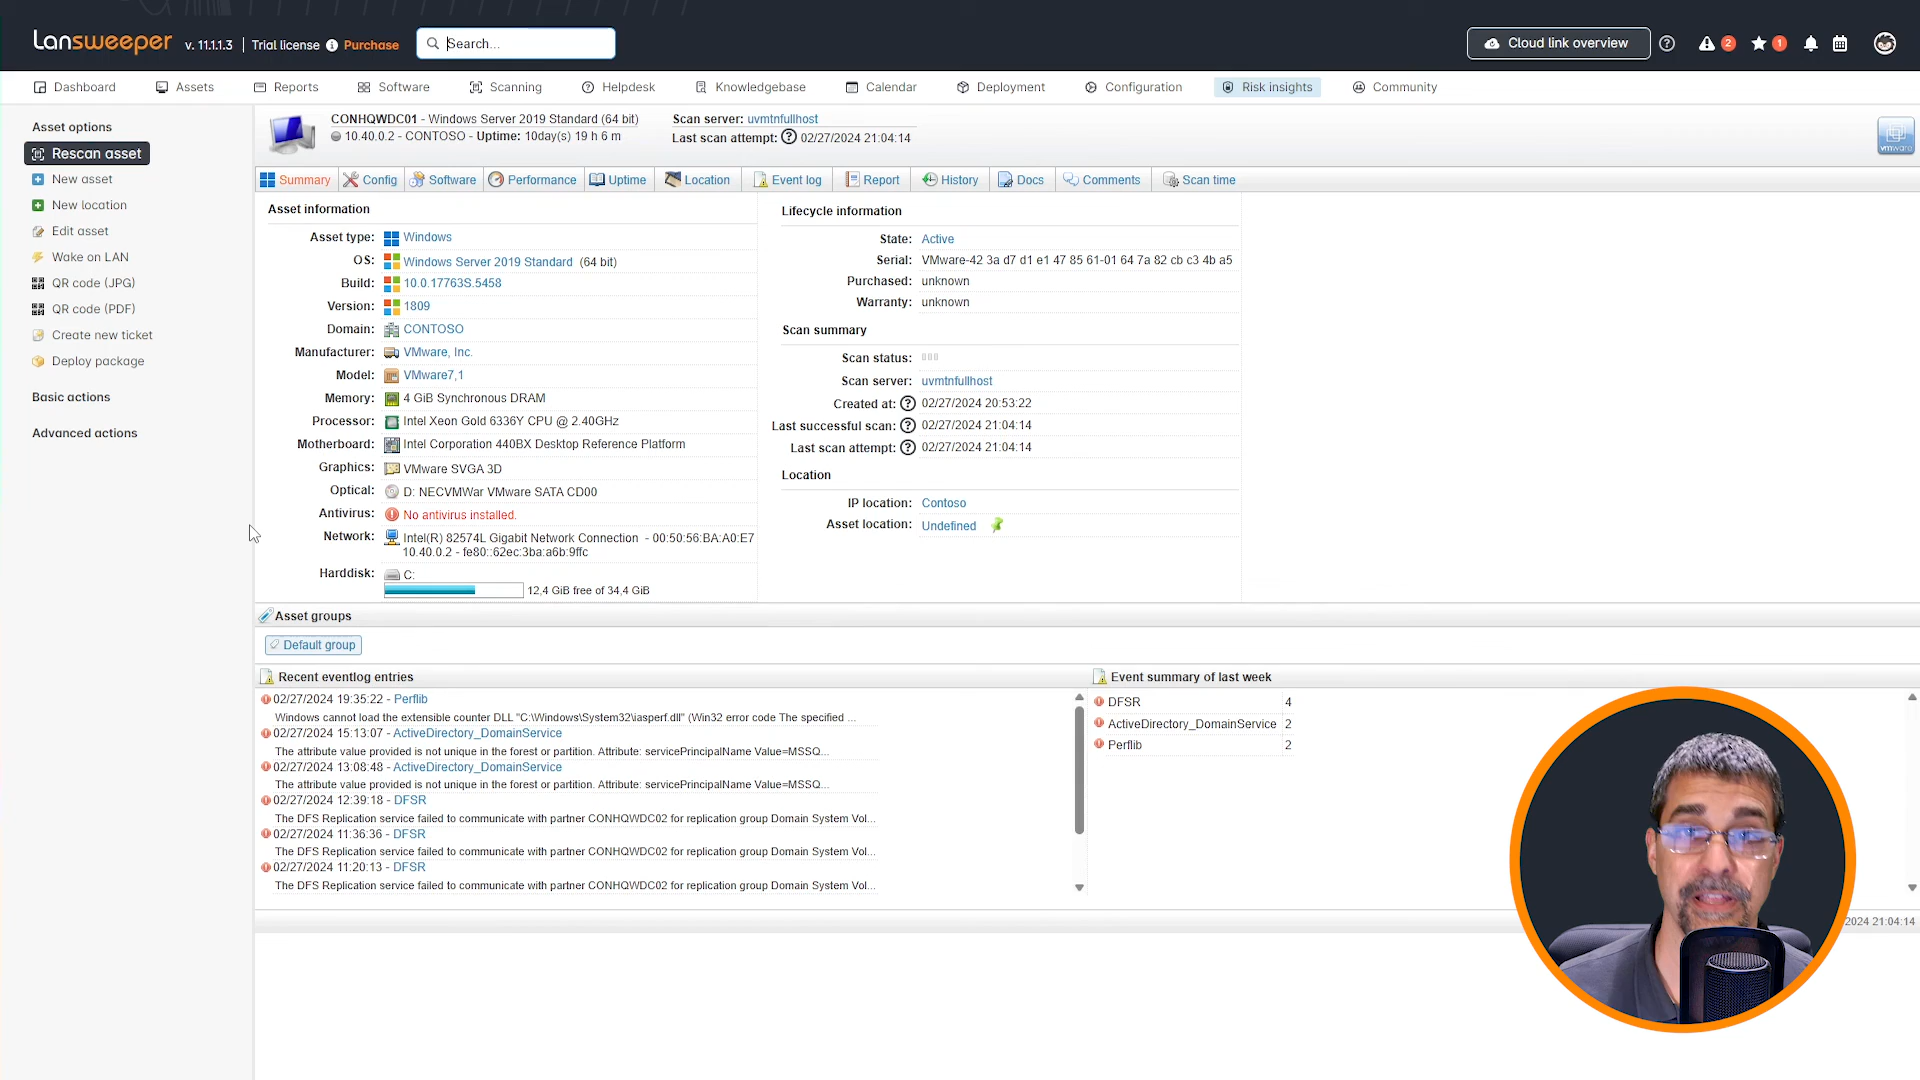 Lansweeper v. 11.1.1.3 | Trial license Purchase Search... Cloud link overview 2 1
Dashboard Assets Reports Software Scanning Helpdesk Knowledgebase Calendar Deployment Configuration Risk insights Community
Asset options
Rescan asset
New asset
New location
Edit asset
Wake on LAN
QR code (JPG)
QR code (PDF)
Create new ticket
Deploy package
Basic actions
Advanced actions
CONHQWDC01 - Windows Server 2019 Standard (64 bit)
10.40.0.2 - CONTOSO - Uptime: 10day(s) 19 h 6 m
Scan server: uvmtnfullhost
Last scan attempt: 02/27/2024 21:04:14
vmware
Summary Config Software Performance Uptime Location Event log Report History Docs Comments Scan time
Asset information
Asset type: Windows
OS: Windows Server 2019 Standard (64 bit)
Build: 10.0.17763S.5458
Version: 1809
Domain: CONTOSO
Manufacturer: VMware, Inc.
Model: VMware7,1
Memory: 4 GiB Synchronous DRAM
Processor: Intel Xeon Gold 6336Y CPU @ 2.40GHz
Motherboard: Intel Corporation 440BX Desktop Reference Platform
Graphics: VMware SVGA 3D
Optical: D: NECVMWar VMware SATA CD00
Antivirus: No antivirus installed.
Network: Intel(R) 82574L Gigabit Network Connection - 00:50:56:BA:A0:E7
10.40.0.2 - fe80::62ec:3ba:a6b:9ffc
Harddisk: C:
12,4 GiB free of 34,4 GiB
Lifecycle information
State: Active
Serial: VMware-42 3a d7 d1 e1 47 85 61-01 64 7a 82 cb c3 4b a5
Purchased: unknown
Warranty: unknown
Scan summary
Scan status:
Scan server: uvmtnfullhost
Created at: 02/27/2024 20:53:22
Last successful scan: 02/27/2024 21:04:14
Last scan attempt: 02/27/2024 21:04:14
Location
IP location: Contoso
Asset location: Undefined
Asset groups
Default group
Recent eventlog entries
02/27/2024 19:35:22 - Perflib
Windows cannot load the extensible counter DLL "C:\Windows\System32\iasperf.dll" (Win32 error code The specified ...
02/27/2024 15:13:07 - ActiveDirectory_DomainService
The attribute value provided is not unique in the forest or partition. Attribute: servicePrincipalName Value=MSSQ...
02/27/2024 13:08:48 - ActiveDirectory_DomainService
The attribute value provided is not unique in the forest or partition. Attribute: servicePrincipalName Value=MSSQ...
02/27/2024 12:39:18 - DFSR
The DFS Replication service failed to communicate with partner CONHQWDC02 for replication group Domain System Vol...
02/27/2024 11:36:36 - DFSR
The DFS Replication service failed to communicate with partner CONHQWDC02 for replication group Domain System Vol...
02/27/2024 11:20:13 - DFSR
The DFS Replication service failed to communicate with partner CONHQWDC02 for replication group Domain System Vol...
Event summary of last week
DFSR 4
ActiveDirectory_DomainService 2
Perflib 2
2024 21:04:14